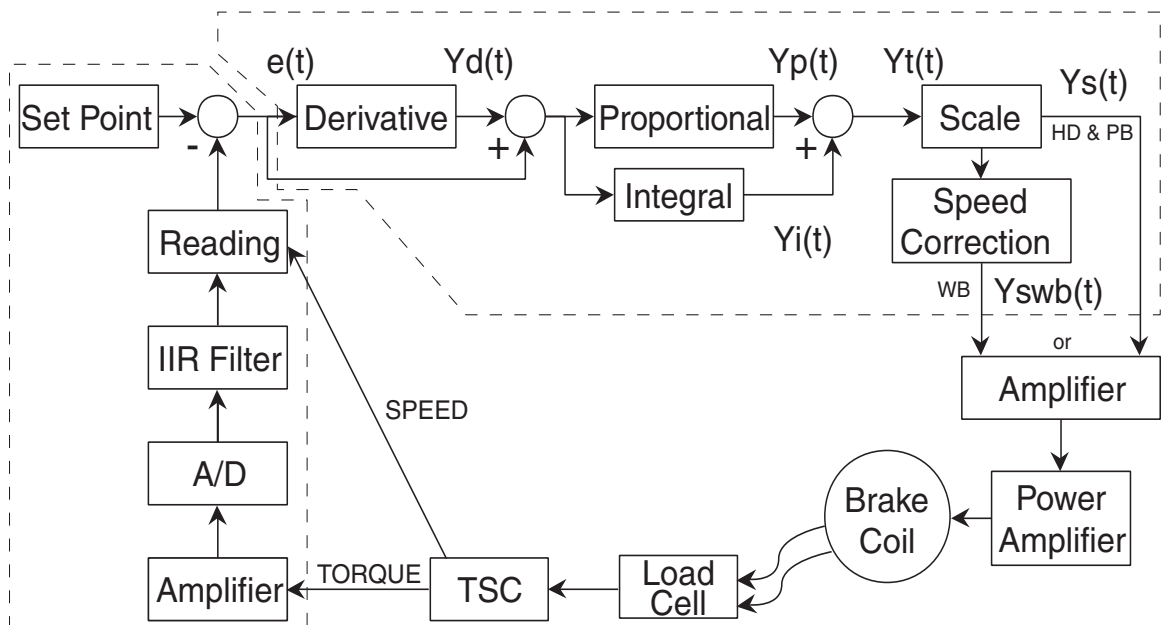 e(t)
Yd(t)
Yp(t)
Yt(t)
Ys(t)
Set Point
-
Derivative
+
Proportional
+
Scale
HD & PB
Integral
Yi(t)
Speed
Correction
WB
Yswb(t)
or
Reading
IIR Filter
SPEED
A/D
Amplifier
TORQUE
TSC
Load
Cell
Brake
Coil
Power
Amplifier
Amplifier